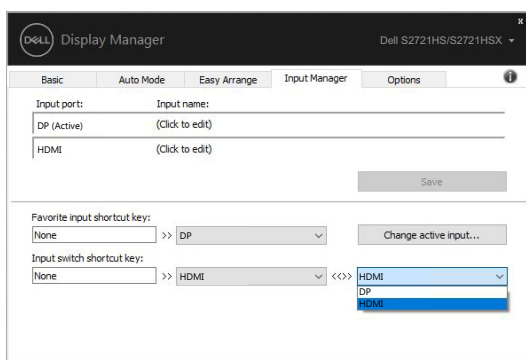 x
DELL Display Manager Dell S2721HS/S2721HSX
Basic Auto Mode Easy Arrange Input Manager Options i
Input port: Input name:
DP (Active) (Click to edit)
HDMI (Click to edit)
Save
Favorite input shortcut key:
None >> DP Change active input...
Input switch shortcut key:
None >> HDMI <<>> HDMI
DP
HDMI